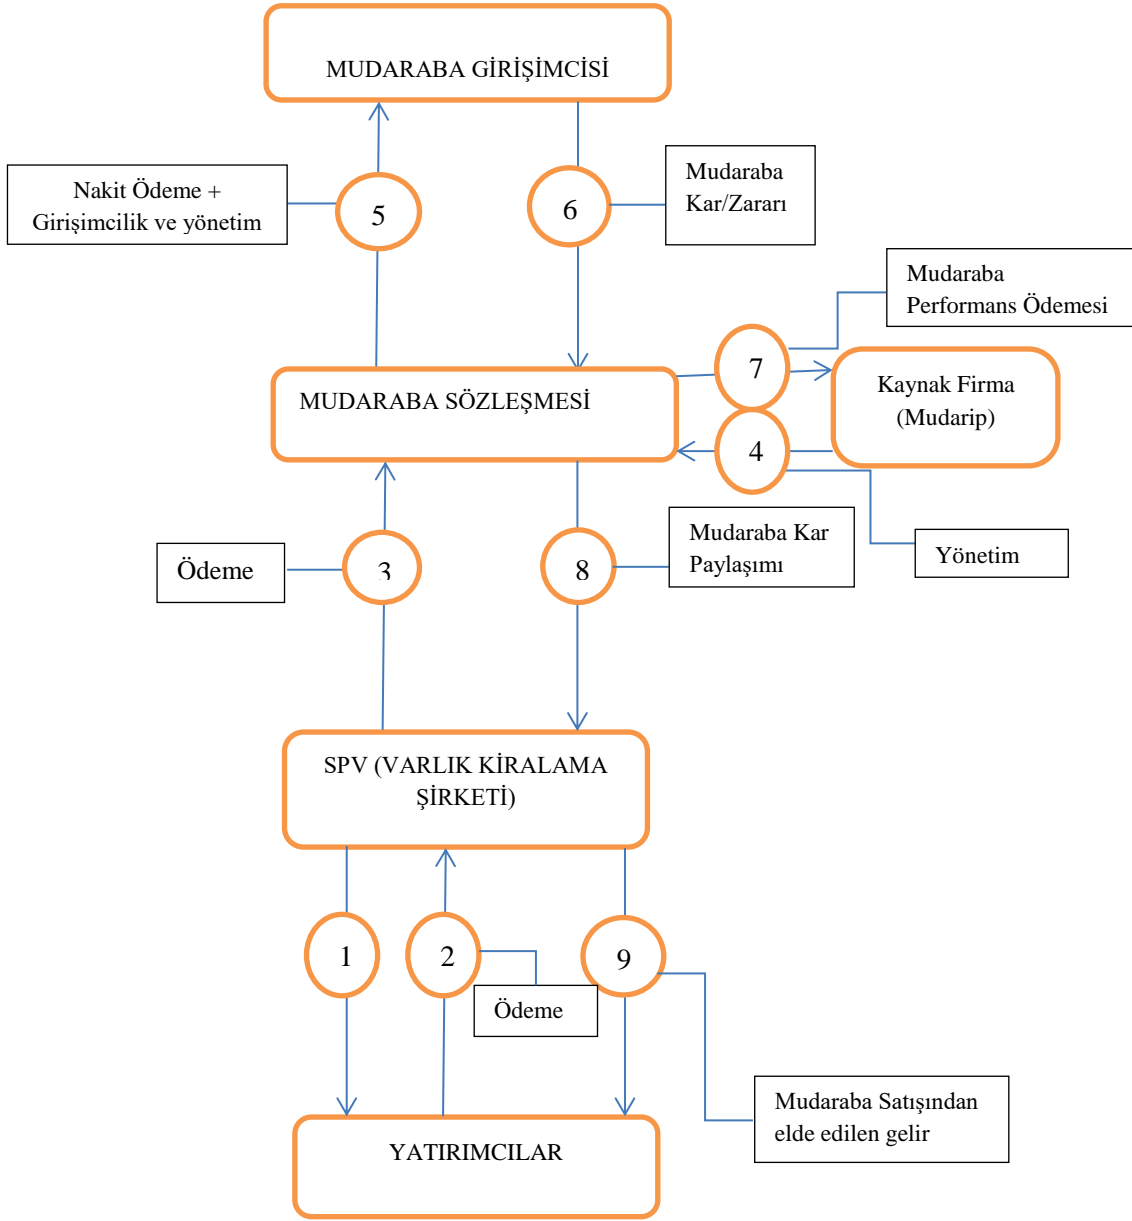 MUDARABA GİRİŞİMCİSİ
Nakit Ödeme +
Girişimcilik ve yönetim
5
6
Mudaraba
Kar/Zararı
Mudaraba
Performans Ödemesi
7
MUDARABA SÖZLEŞMESİ
Kaynak Firma
(Mudarip)
4
Ödeme
3
8
Mudaraba Kar
Paylaşımı
Yönetim
SPV (VARLIK KİRALAMA
ŞİRKETİ)
1
2
9
Ödeme
Mudaraba Satışından
elde edilen gelir
YATIRIMCILAR